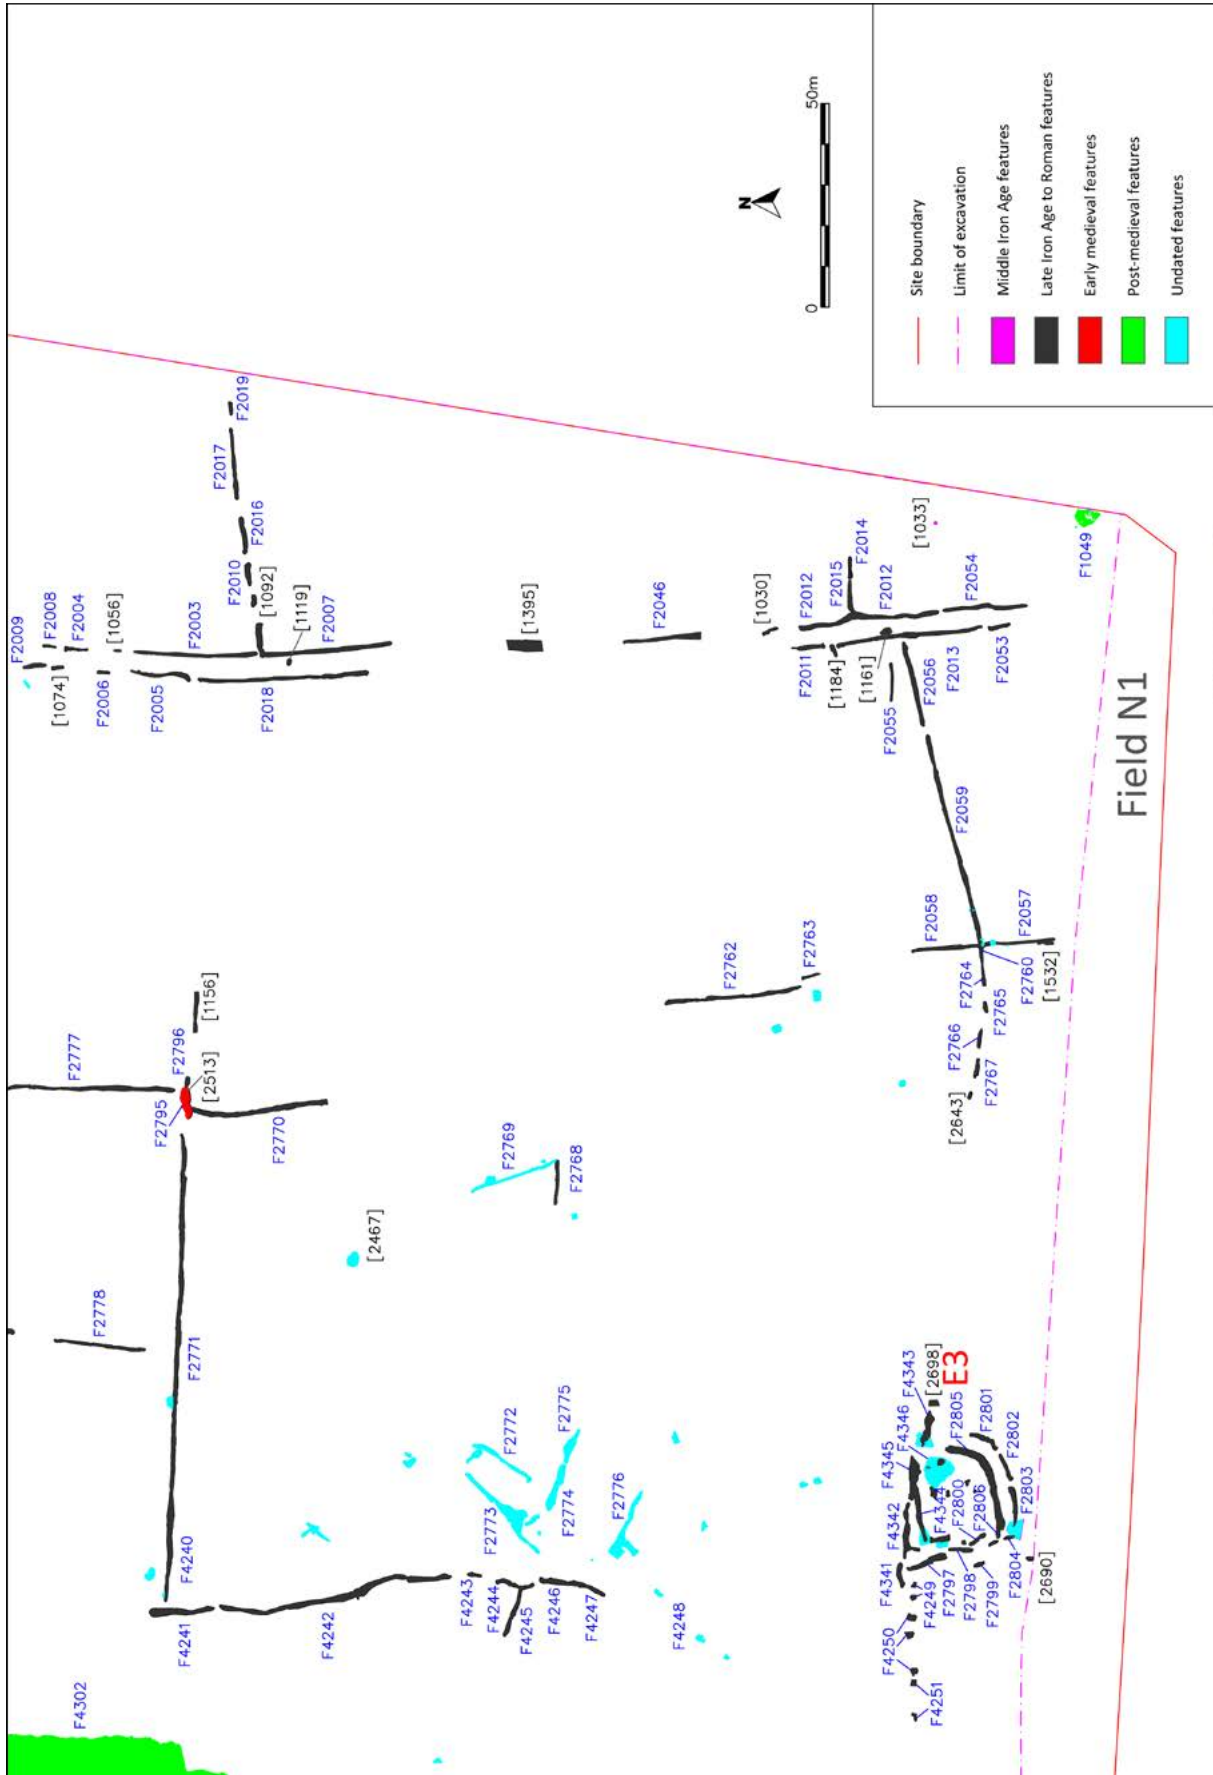 F4302
F4241
F4240
F4242
F2771
F2778
F2777
F2795
F2796
[2513]
[1156]
F2770
[2467]
F2769
F2768
F2772
F2773
F2774
F2775
F2776
F4243
F4244
F4245
F4246
F4247
F4248
F2009
F2008
F2004
[1074]
[1056]
F2006
F2005
F2003
F2018
F2010
[1092]
[1119]
F2007
F2016
F2017
F2019
[1395]
F2046
[1030]
F2011
F2012
F2015
F2014
[1184]
[1161]
F2012
[1033]
F2055
F2056
F2013
F2053
F2054
F2059
F1049
F2762
F2763
F2058
F2057
F2764
F2760
[1532]
F2765
F2766
F2767
[2643]
F4251
F4250
F4249
F4341
F4342
F4344
F4345
F4346
F4343
[2698]
E3
F2797
F2798
F2799
F2800
F2806
F2805
F2801
F2802
F2803
F2804
[2690]
Field N1
N
0
50m
Site boundary
Limit of excavation
Middle Iron Age features
Late Iron Age to Roman features
Early medieval features
Post-medieval features
Undated features